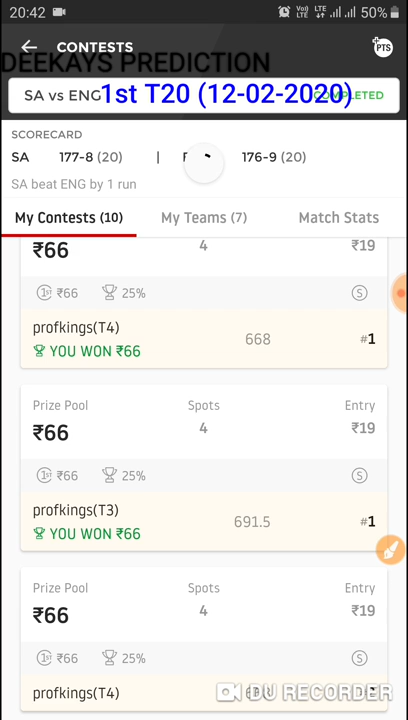 20:42 Vo) LTE LTE 50%
CONTESTS +PTS
DEEKAYS PREDICTION
SA vs ENG 1st T20 (12-02-2020) COMPLETED
SCORECARD
SA 177-8 (20) | 176-9 (20)
SA beat ENG by 1 run
My Contests (10) My Teams (7) Match Stats
₹66 4 ₹19
1ST ₹66 25% S
profkings(T4) 668 #1
YOU WON ₹66
Prize Pool Spots Entry
₹66 4 ₹19
1ST ₹66 25% S
profkings(T3) 691.5 #1
YOU WON ₹66
Prize Pool Spots Entry
₹66 4 ₹19
1ST ₹66 25% S
profkings(T4)
DU RECORDER